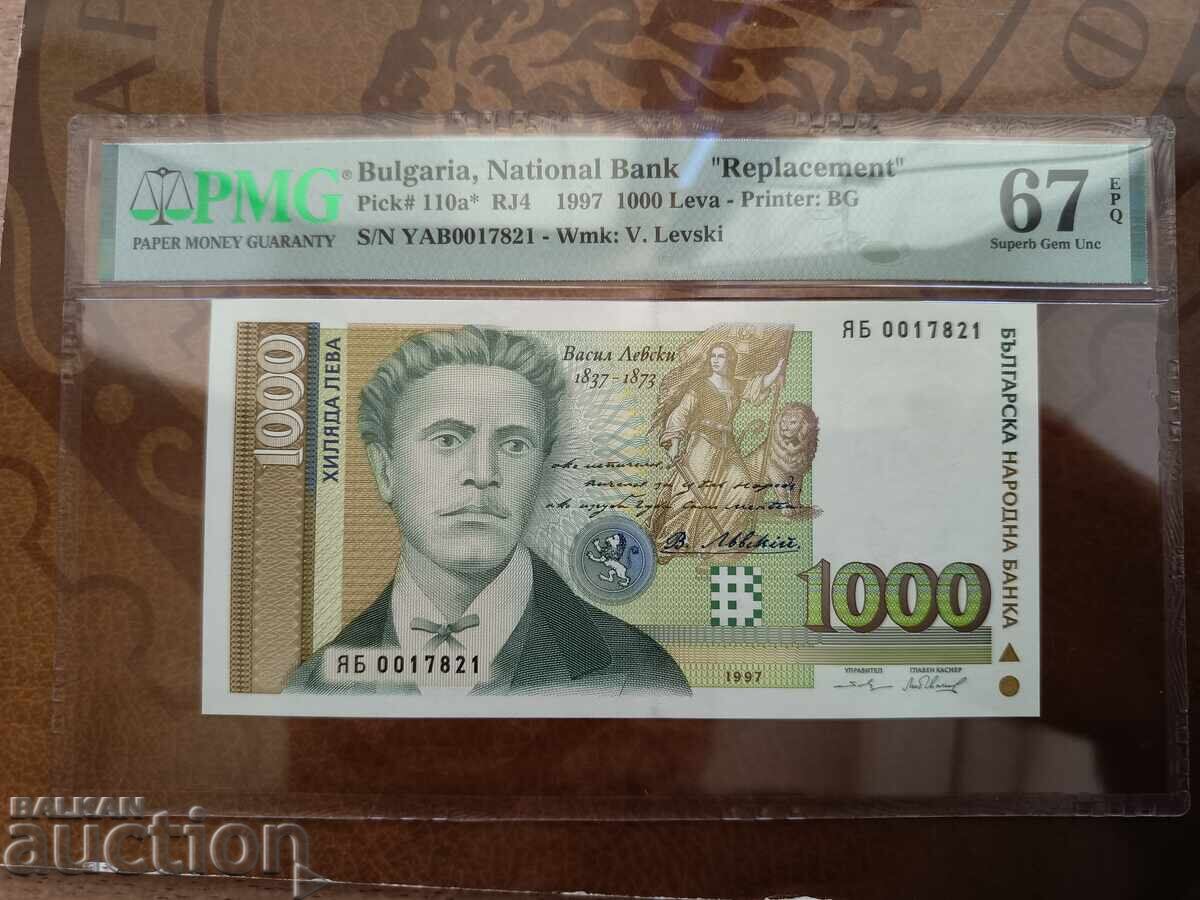 PMG®
PAPER MONEY GUARANTY
Bulgaria, National Bank "Replacement"
Pick# 110a* RJ4 1997 1000 Leva - Printer: BG
S/N YAB0017821 - Wmk: V. Levski
67
EPQ
Superb Gem Unc
1000
ХИЛЯДА ЛЕВА
Васил Левски
1837-1873
ЯБ 0017821
БЪЛГАРСКА НАРОДНА БАНКА
1000
ЯБ 0017821
1997
УПРАВИТЕЛ
ГЛАВЕН КАСИЕР
BALKAN
auction